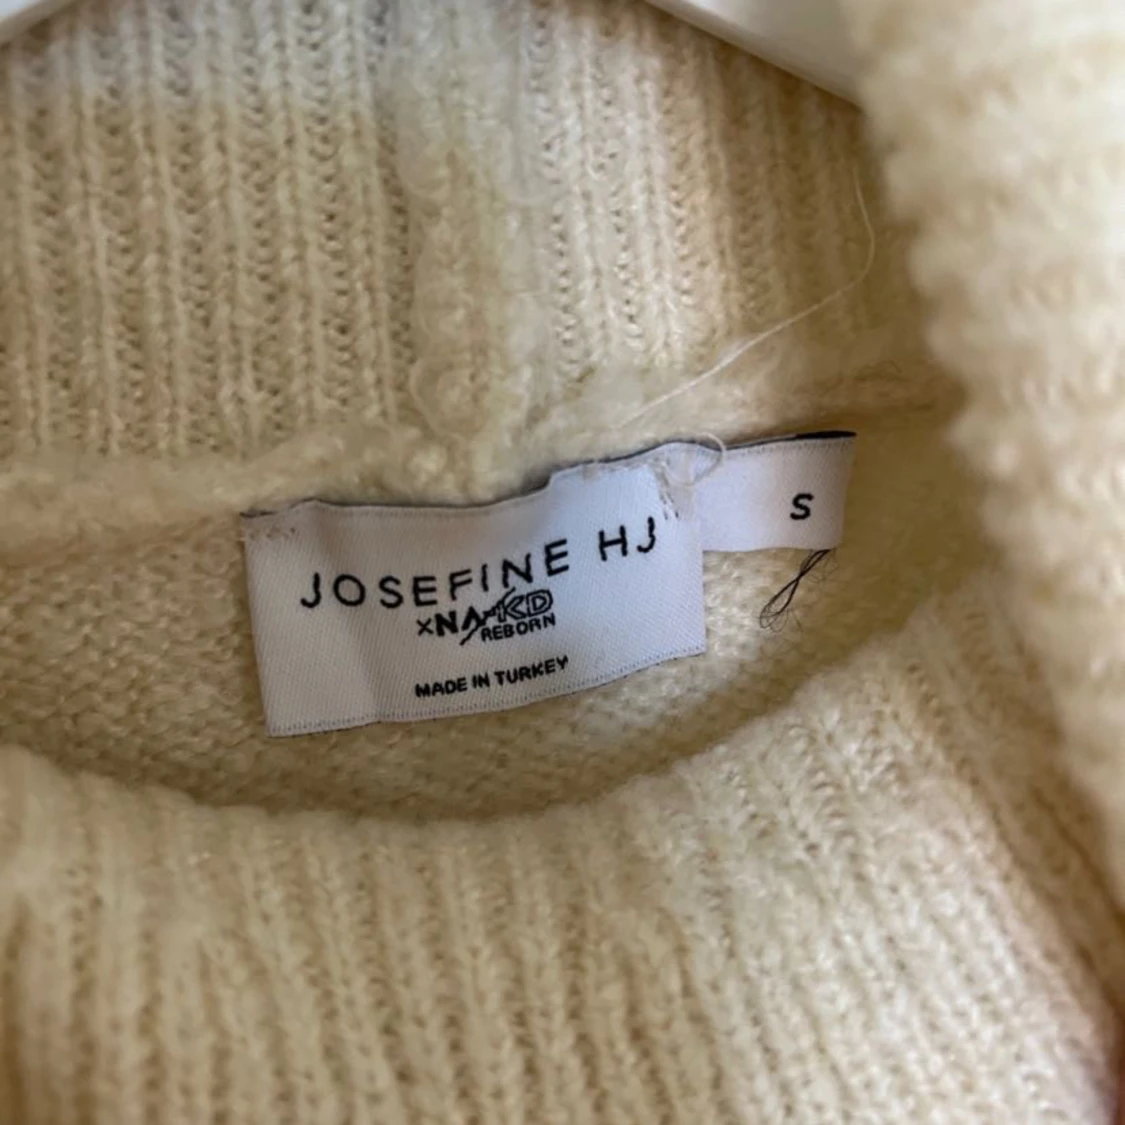 JOSEFINE HJ
×NA-KD
REBORN
MADE IN TURKEY
S